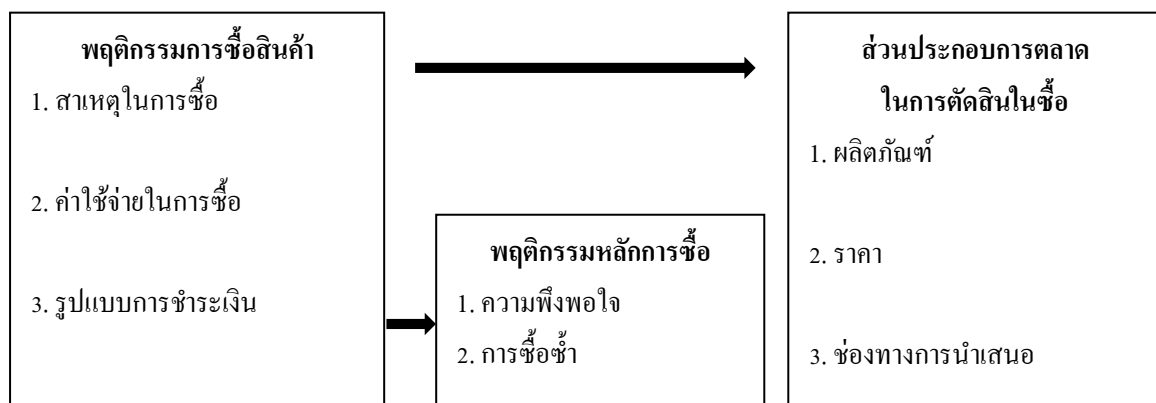 พฤติกรรมการซื้อสินค้า
1. สาเหตุในการซื้อ
2. ค่าใช้จ่ายในการซื้อ
3. รูปแบบการชำระเงิน
พฤติกรรมหลักการซื้อ
1. ความพึงพอใจ
2. การซื้อซ้ำ
ส่วนประกอบการตลาด
ในการตัดสินในซื้อ
1. ผลิตภัณฑ์
2. ราคา
3. ช่องทางการนำเสนอ